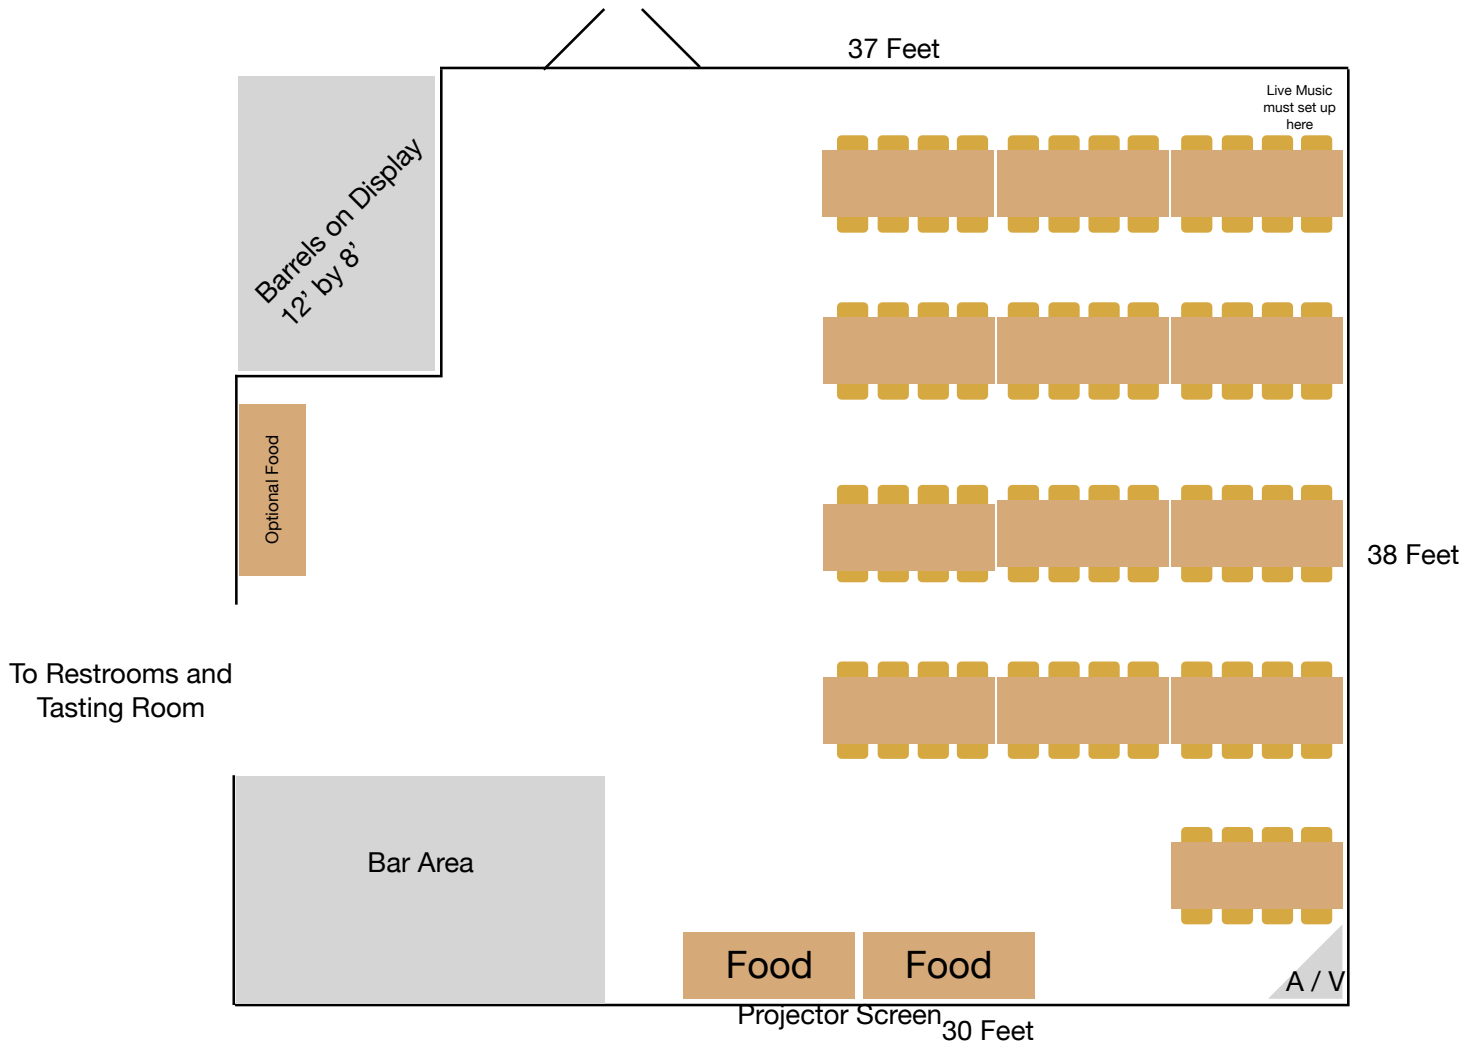 37 Feet
Live Music
must set up
here
Barrels on Display
12’ by 8’
Optional Food
38 Feet
To Restrooms and
Tasting Room
Bar Area
Food
Food
A / V
Projector Screen
30 Feet